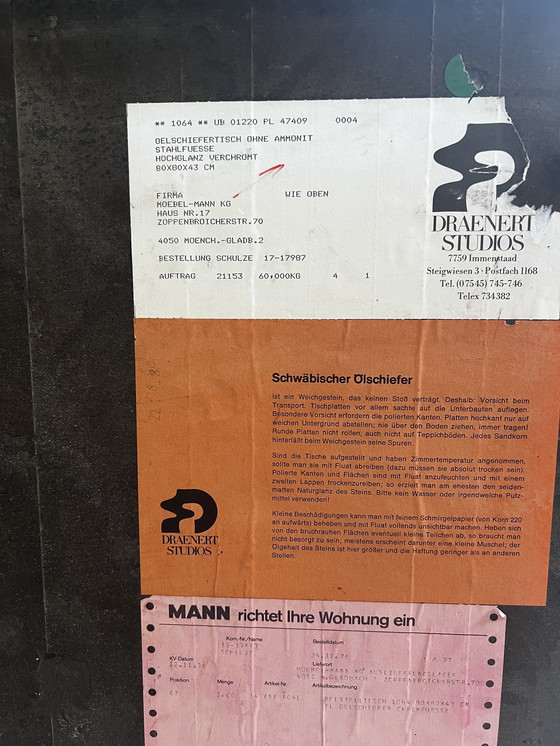 ** 1064 ** UB 01220 PL 47409 0004
OELSCHIEFERTISCH OHNE AMMONIT
STAHLFUESSE
HOCHGLANZ VERCHROMT
80X80X43 CM
FIRMA WIE OBEN
MOEBEL-MANN KG
HAUS NR.17
ZOPPENBROICHERSTR.70
4050 MOENCH.-GLADB.2
BESTELLUNG SCHULZE 17-17987
AUFTRAG 21153 60,000KG 4 1
DRAENERT
STUDIOS
7759 Immenstaad
Steigwiesen 3 · Postfach 1168
Tel. (07545) 745-746
Telex 734382
Schwäbischer Ölschiefer
Ist ein Weichgestein, das keinen Stoß verträgt. Deshalb: Vorsicht beim
Transport. Tischplatten vor allem sachte auf die Unterbauten auflegen.
Besondere Vorsicht erfordern die polierten Kanten. Platten hochkant nur auf
weichen Untergrund abstellen; nie über den Boden ziehen, immer tragen!
Runde Platten nicht rollen, auch nicht auf Teppichböden. Jedes Sandkorn
hinterläßt beim Weichgestein seine Spuren.
Sind die Tische aufgestellt und haben Zimmertemperatur angenommen,
sollte man sie mit Fluat abreiben (dazu müssen sie absolut trocken sein).
Polierte Kanten und Flächen sind mit Fluat anzufeuchten und mit einem
zweiten Lappen trockenzureiben; so erzielt man am ehesten den seiden-
matten Naturglanz des Steins. Bitte kein Wasser oder irgendwelche Putz-
mittel verwenden!
Kleine Beschädigungen kann man mit feinem Schmirgelpapier (von Korn 220
an aufwärts) beheben und mit Fluat vollends unsichtbar machen. Heben sich
von den bruchrauhen Flächen eventuell kleine Teilchen ab, so braucht man
nicht besorgt zu sein; meistens erscheint darunter eine kleine Muschel; der
Ölgehalt des Steins ist hier größer und die Haftung geringer als an anderen
Stellen.
DRAENERT
STUDIOS
MANN richtet Ihre Wohnung ein
Kom.-Nr./Name Bestelldatum
KV-Datum Lieferwort
MOEBEL-MANN KG AUSLIEFERUNGSLAGER
Position Menge Artikel-Nr. Artikelbezeichnung